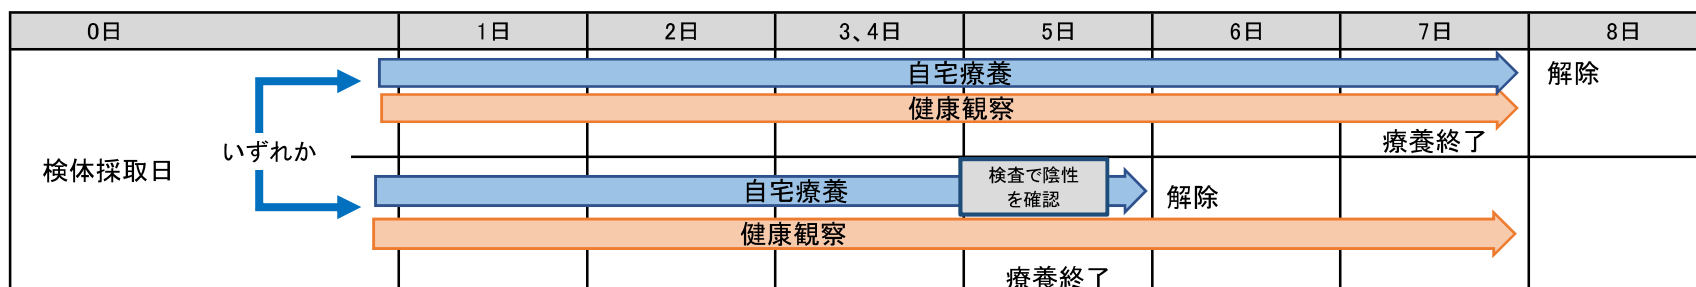 0日 1日 2日 3、4日 5日 6日 7日 8日
自宅療養 解除
健康観察
療養終了
いずれか
検体採取日
検査で陰性
を確認
自宅療養 解除
健康観察
療養終了